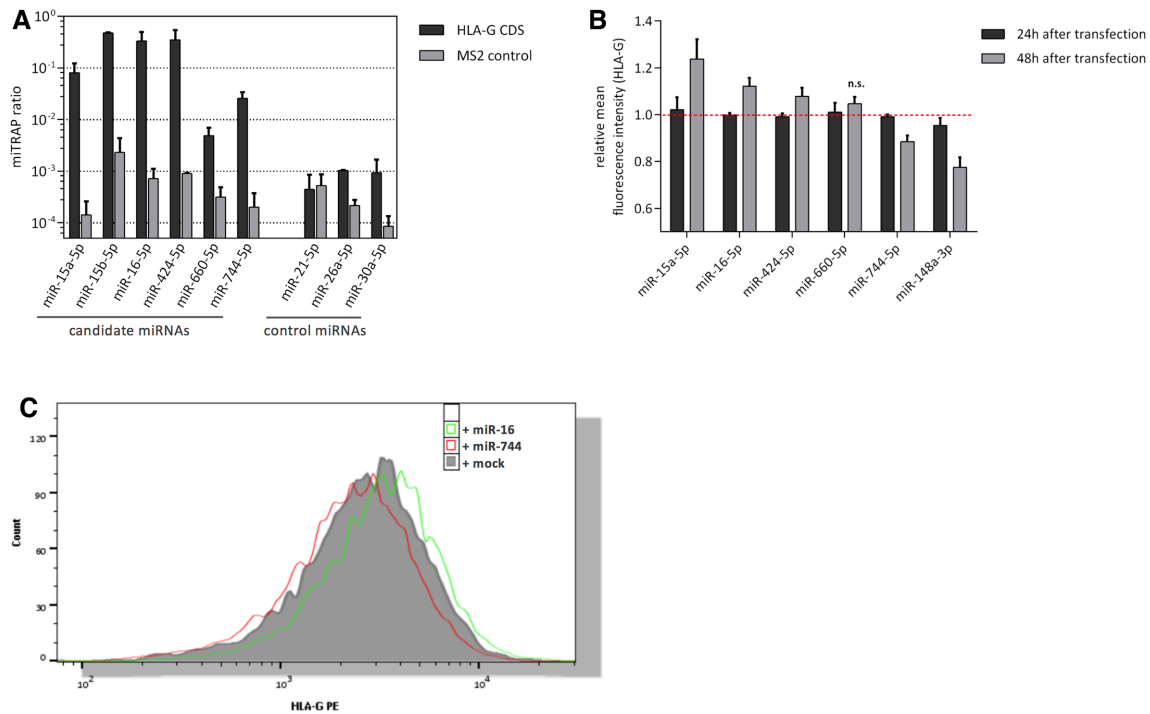 A
10⁰
10⁻¹
10⁻²
10⁻³
10⁻⁴
miTRAP ratio
HLA-G CDS
MS2 control
miR-15a-5p
miR-15b-5p
miR-16-5p
miR-424-5p
miR-660-5p
miR-744-5p
miR-21-5p
miR-26a-5p
miR-30a-5p
candidate miRNAs
control miRNAs
B
1.4
1.2
1.0
0.8
0.6
relative mean
fluorescence intensity (HLA-G)
n.s.
24h after transfection
48h after transfection
miR-15a-5p
miR-16-5p
miR-424-5p
miR-660-5p
miR-744-5p
miR-148a-3p
C
120
90
60
30
0
Count
+ miR-16
+ miR-744
+ mock
10²
10³
10⁴
HLA-G PE